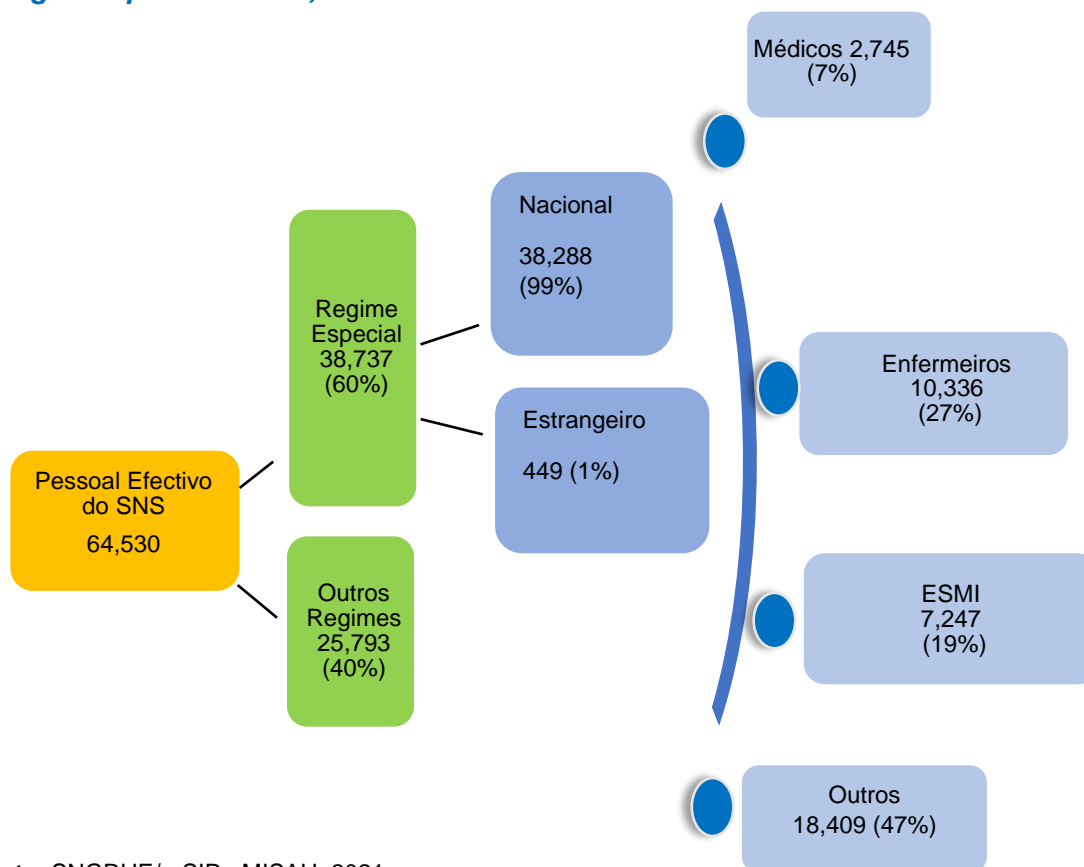 Médicos 2,745
(7%)
Nacional
38,288
(99%)
Regime
Especial
38,737
(60%)
Enfermeiros
10,336
(27%)
Estrangeiro
449 (1%)
Pessoal Efectivo
do SNS
64,530
Outros
Regimes
25,793
(40%)
ESMI
7,247
(19%)
Outros
18,409 (47%)